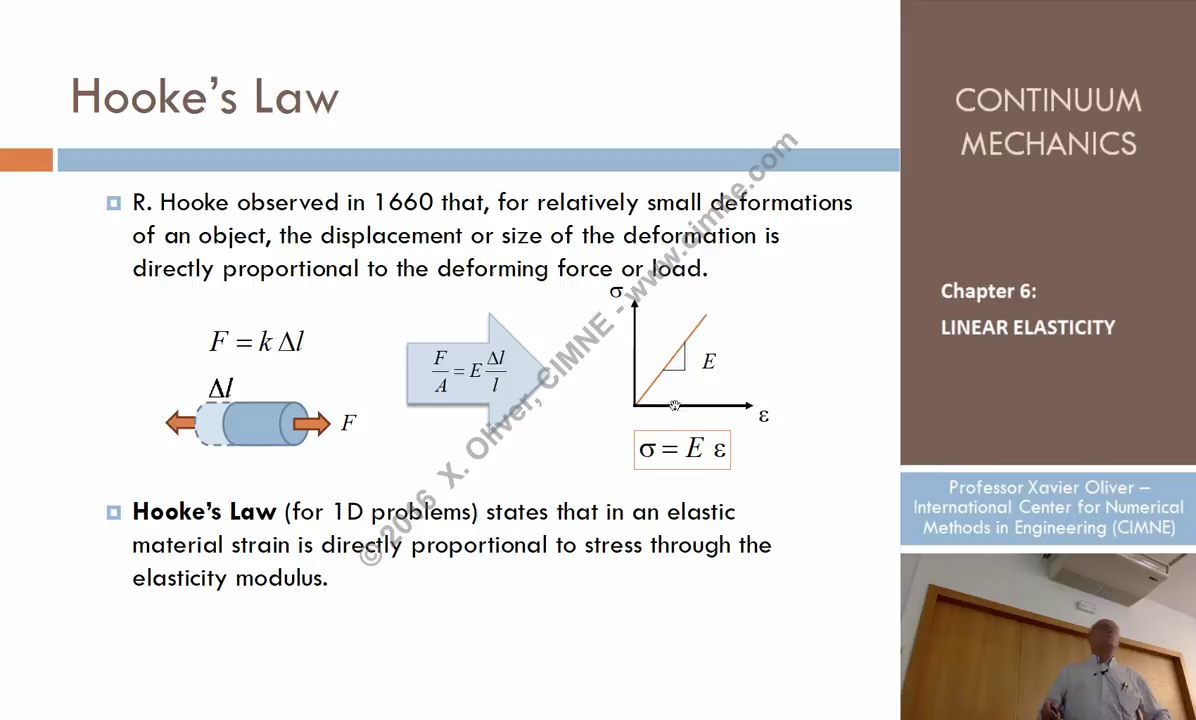 Hooke's Law
R. Hooke observed in 1660 that, for relatively small deformations
of an object, the displacement or size of the deformation is
directly proportional to the deforming force or load.
F = k Δl
Δl
F
F/A = E Δl/l
σ
E
ε
σ = E ε
Hooke's Law (for 1D problems) states that in an elastic
material strain is directly proportional to stress through the
elasticity modulus.
© 2016 X. Oliver, CIMNE - www.cimne.com
CONTINUUM
MECHANICS
Chapter 6:
LINEAR ELASTICITY
Professor Xavier Oliver –
International Center for Numerical
Methods in Engineering (CIMNE)